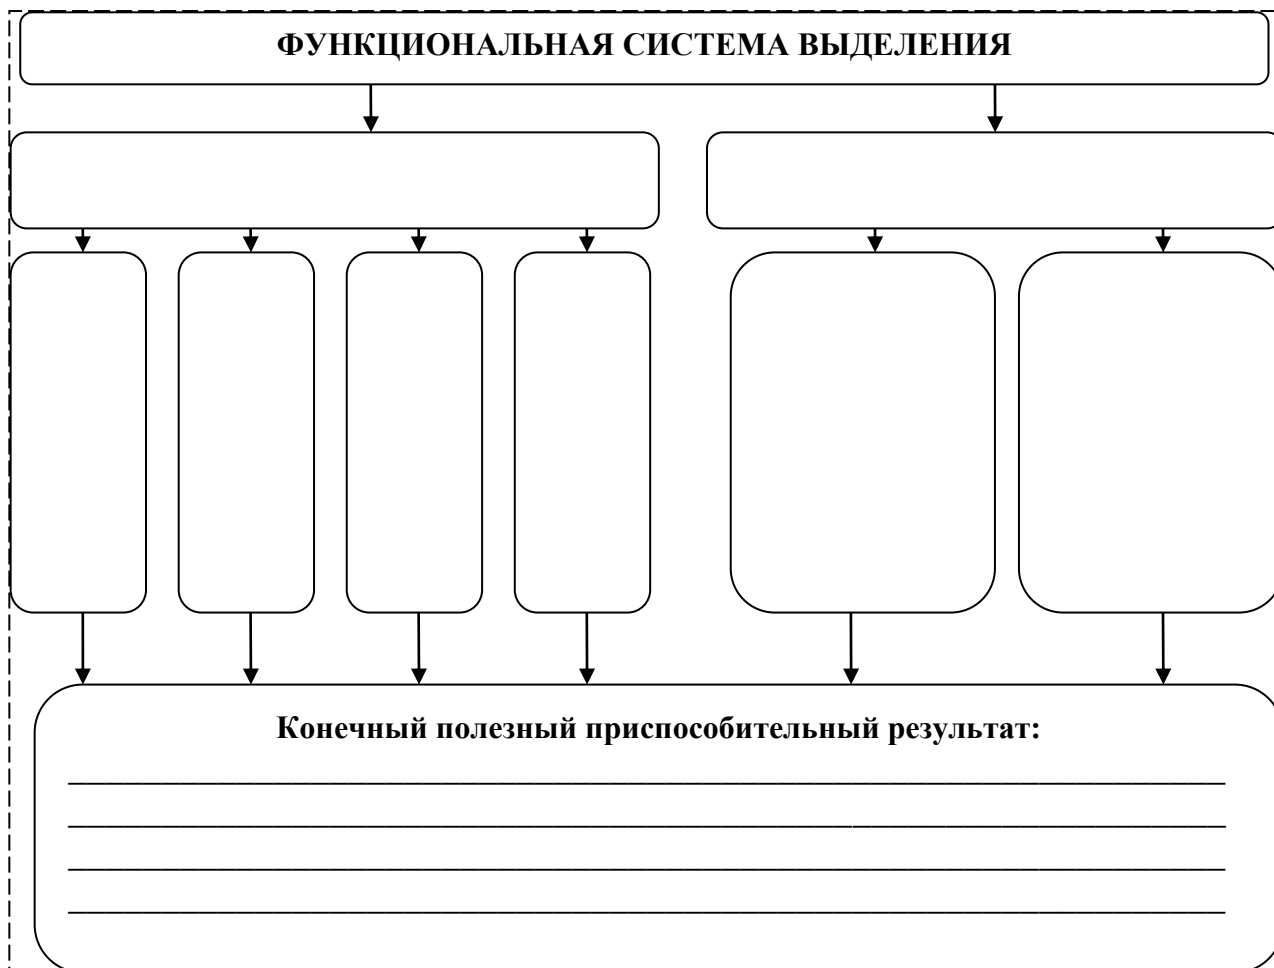 ФУНКЦИОНАЛЬНАЯ СИСТЕМА ВЫДЕЛЕНИЯ
Конечный полезный приспособительный результат: